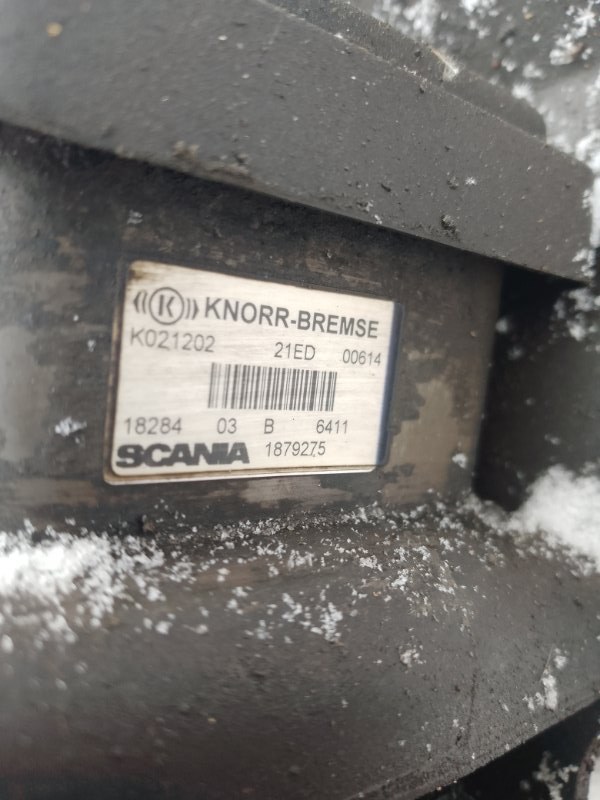 K KNORR-BREMSE
K021202 21ED 00614
18284 03 B 6411
SCANIA 1879275